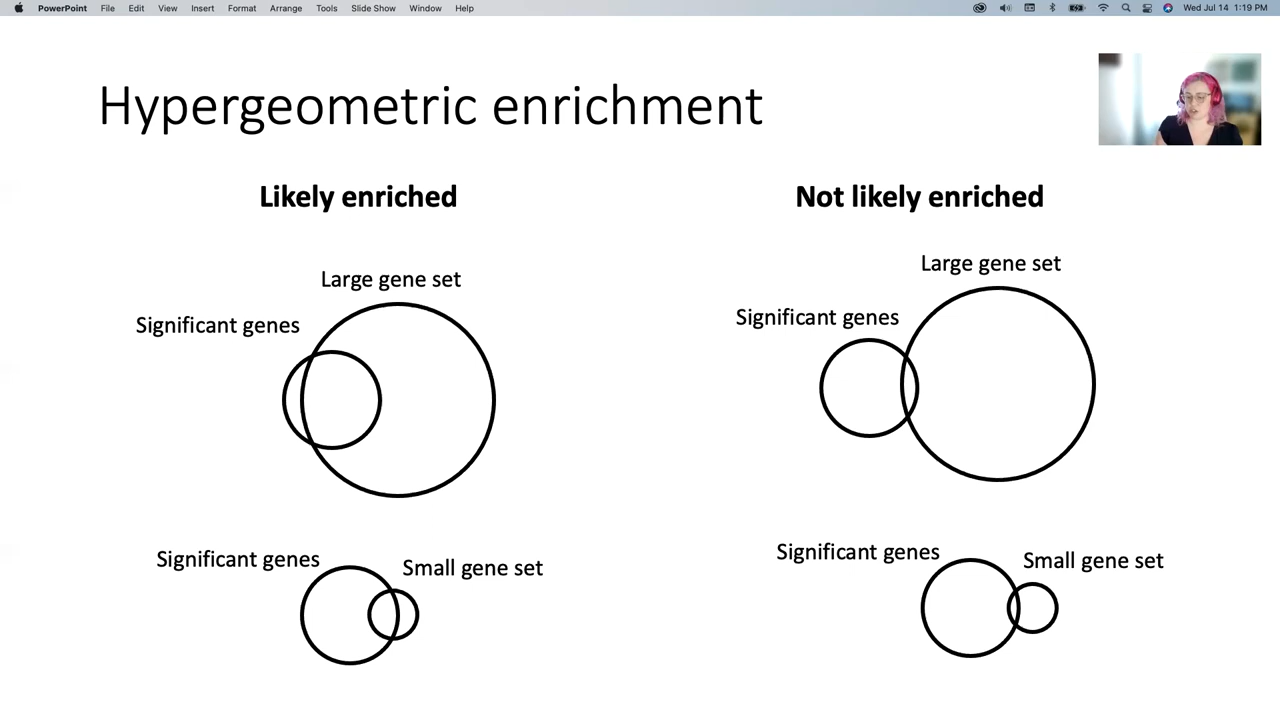 PowerPoint File Edit View Insert Format Arrange Tools Slide Show Window Help Wed Jul 14 1:19 PM
Hypergeometric enrichment
Likely enriched
Not likely enriched
Large gene set
Significant genes
Large gene set
Significant genes
Significant genes
Small gene set
Significant genes
Small gene set